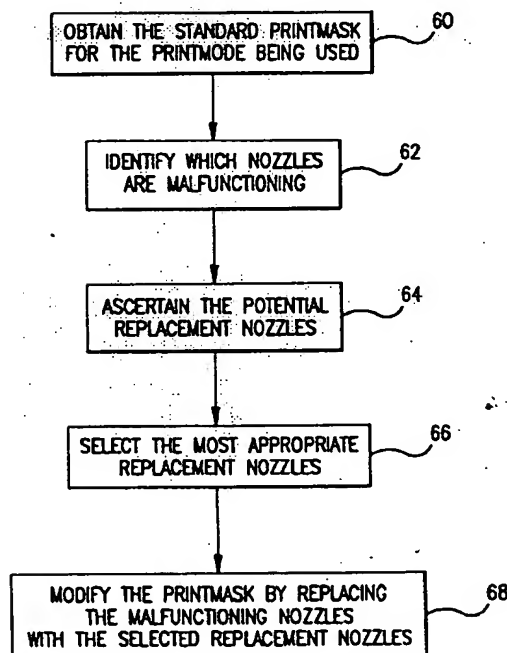 OBTAIN THE STANDARD PRINTMASK
FOR THE PRINTMODE BEING USED
60
IDENTIFY WHICH NOZZLES
ARE MALFUNCTIONING
62
ASCERTAIN THE POTENTIAL
REPLACEMENT NOZZLES
64
SELECT THE MOST APPROPRIATE
REPLACEMENT NOZZLES
66
MODIFY THE PRINTMASK BY REPLACING
THE MALFUNCTIONING NOZZLES
WITH THE SELECTED REPLACEMENT NOZZLES
68